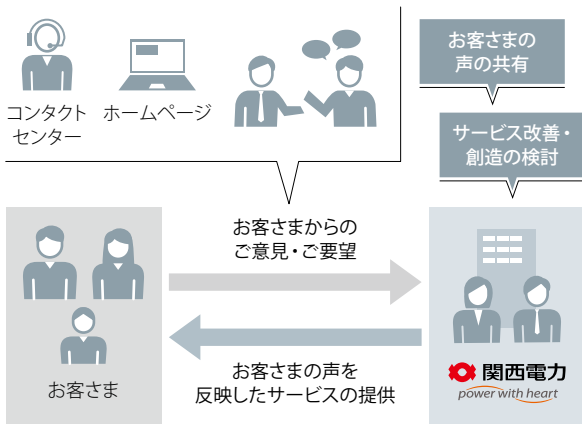 コンタクト
センター
ホームページ
お客さまの
声の共有
サービス改善・
創造の検討
お客さまからの
ご意見・ご要望
お客さま
お客さまの声を
反映したサービスの提供
関西電力
power with heart